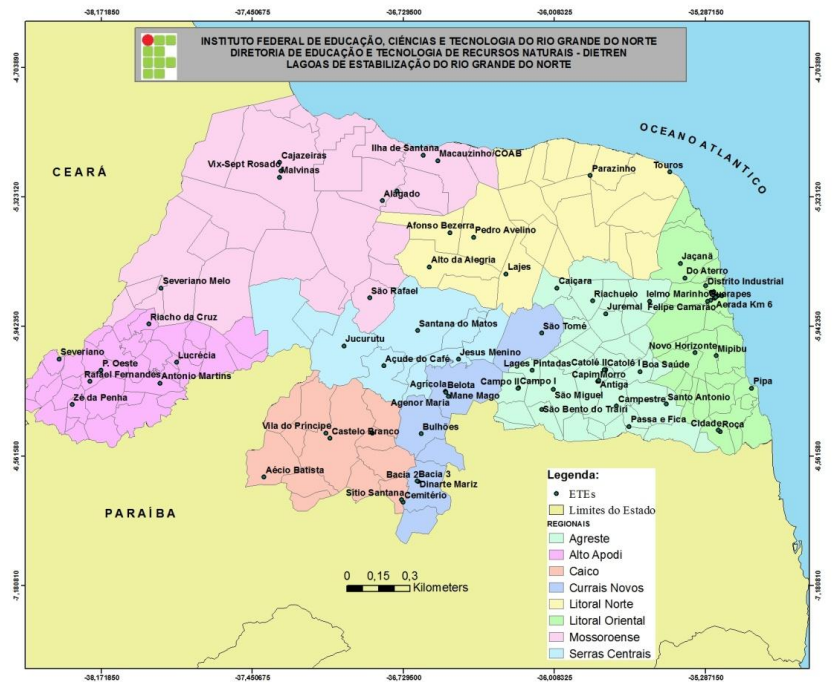 -38,171850 -37,450675 -36,729500 -36,008325 -35,287150
INSTITUTO FEDERAL DE EDUCAÇÃO, CIÊNCIAS E TECNOLOGIA DO RIO GRANDE DO NORTE
DIRETORIA DE EDUCAÇÃO E TECNOLOGIA DE RECURSOS NATURAIS - DIETREN
LAGOAS DE ESTABILIZAÇÃO DO RIO GRANDE DO NORTE
-4,703890 -4,703890
OCEANO ATLANTICO
CEARÁ
Ilha de Santana
Macauzinho/COAB
Cajazeiras
Vix-Sept Rosado
Malvinas
Touros
Parazinho
Alagado
-5,323120 -5,323120
Afonso Bezerra
Pedro Avelino
Alto da Alegria
Lajes
Jaçanã
Do Aterro
Distrito Industrial
Severiano Melo
São Rafael
Caiçara
Riachuelo
Ielmo Marinho
Guarapes
Aerada Km 6
Felipe Camarão
Juremal
Riacho da Cruz
Santana do Matos
São Tomé
-5,942350 -5,942350
Jucurutu
Severiano
P. Oeste
Lucrécia
Açude do Café
Jesus Menino
Novo Horizonte
Mipibu
Lages Pintadas
Catolé II
Catolé I
Boa Saúde
Rafael Fernandes
Antonio Martins
Agrícola
Belota
Campo II
Campo I
Capim
Morro
Antiga
Pipa
Zé da Penha
Agenor Maria
Mane Mago
São Miguel
Campestre
Santo Antonio
São Bento do Trairi
Passa e Fica
Cidade
Roça
Vila do Principe
Castelo Branco
Bulhões
-6,561580 -6,561580
Aécio Batista
Bacia 2
Bacia 3
Dinarte Mariz
Sítio Santana
Cemitério
PARAÍBA
Legenda:
ETEs
Limites do Estado
REGIONAIS
Agreste
Alto Apodi
Caico
Currais Novos
Litoral Norte
Litoral Oriental
Mossoroense
Serras Centrais
0 0,15 0,3
Kilometers
-7,180810 -7,180810
-38,171850 -37,450675 -36,729500 -36,008325 -35,287150